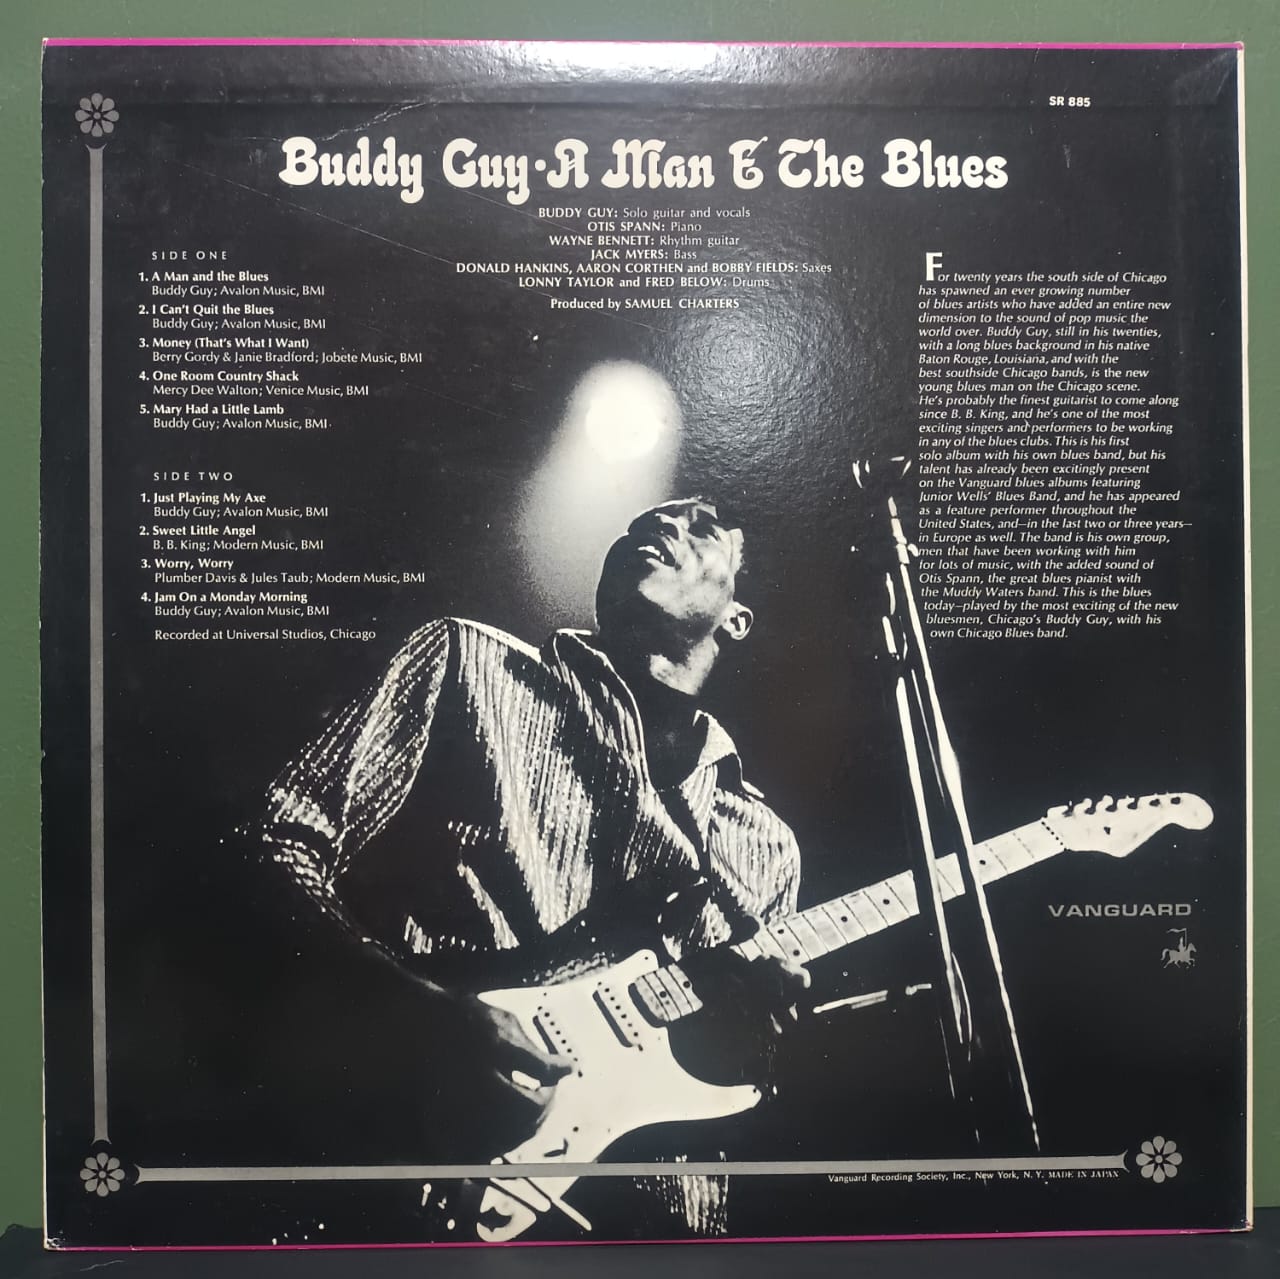 SR 885
Buddy Guy·A Man & The Blues
BUDDY GUY: Solo guitar and vocals
OTIS SPANN: Piano
WAYNE BENNETT: Rhythm guitar
JACK MYERS: Bass
DONALD HANKINS, AARON CORTHEN and BOBBY FIELDS: Saxes
LONNY TAYLOR and FRED BELOW: Drums
Produced by SAMUEL CHARTERS
SIDE ONE
1. A Man and the Blues
Buddy Guy; Avalon Music, BMI
2. I Can't Quit the Blues
Buddy Guy; Avalon Music, BMI
3. Money (That's What I Want)
Berry Gordy & Janie Bradford; Jobete Music, BMI
4. One Room Country Shack
Mercy Dee Walton; Venice Music, BMI
5. Mary Had a Little Lamb
Buddy Guy; Avalon Music, BMI
SIDE TWO
1. Just Playing My Axe
Buddy Guy; Avalon Music, BMI
2. Sweet Little Angel
B. B. King; Modern Music, BMI
3. Worry, Worry
Plumber Davis & Jules Taub; Modern Music, BMI
4. Jam On a Monday Morning
Buddy Guy; Avalon Music, BMI
Recorded at Universal Studios, Chicago
For twenty years the south side of Chicago
has spawned an ever growing number
of blues artists who have added an entire new
dimension to the sound of pop music the
world over. Buddy Guy, still in his twenties,
with a long blues background in his native
Baton Rouge, Louisiana, and with the
best southside Chicago bands, is the new
young blues man on the Chicago scene.
He's probably the finest guitarist to come along
since B. B. King, and he's one of the most
exciting singers and performers to be working
in any of the blues clubs. This is his first
solo album with his own blues band, but his
talent has already been excitingly present
on the Vanguard blues albums featuring
Junior Wells' Blues Band, and he has appeared
as a feature performer throughout the
United States, and—in the last two or three years—
in Europe as well. The band is his own group,
men that have been working with him
for lots of music, with the added sound of
Otis Spann, the great blues pianist with
the Muddy Waters band. This is the blues
today—played by the most exciting of the new
bluesmen, Chicago's Buddy Guy, with his
own Chicago Blues band.
VANGUARD
Vanguard Recording Society, Inc., New York, N. Y. MADE IN JAPAN